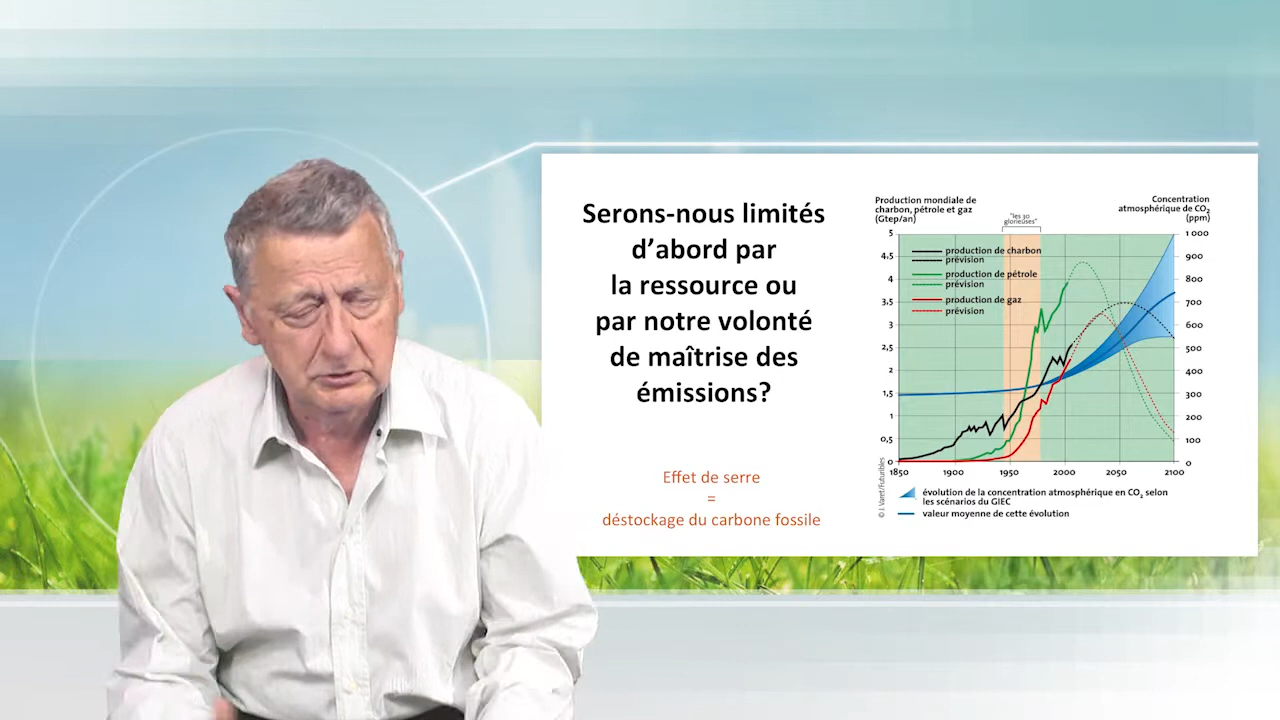 Serons-nous limités
d’abord par
la ressource ou
par notre volonté
de maîtrise des
émissions?
Effet de serre
=
déstockage du carbone fossile
Production mondiale de
charbon, pétrole et gaz
(Gtep/an)
"les 30
glorieuses"
Concentration
atmosphérique de CO2
(ppm)
5
4,5
4
3,5
3
2,5
2
1,5
1
0,5
0
production de charbon
prévision
production de pétrole
prévision
production de gaz
prévision
1 000
900
800
700
600
500
400
300
200
100
0
1850
1900
1950
2000
2050
2100
© J. Varet/Futuribles
évolution de la concentration atmosphérique en CO2 selon
les scénarios du GIEC
valeur moyenne de cette évolution